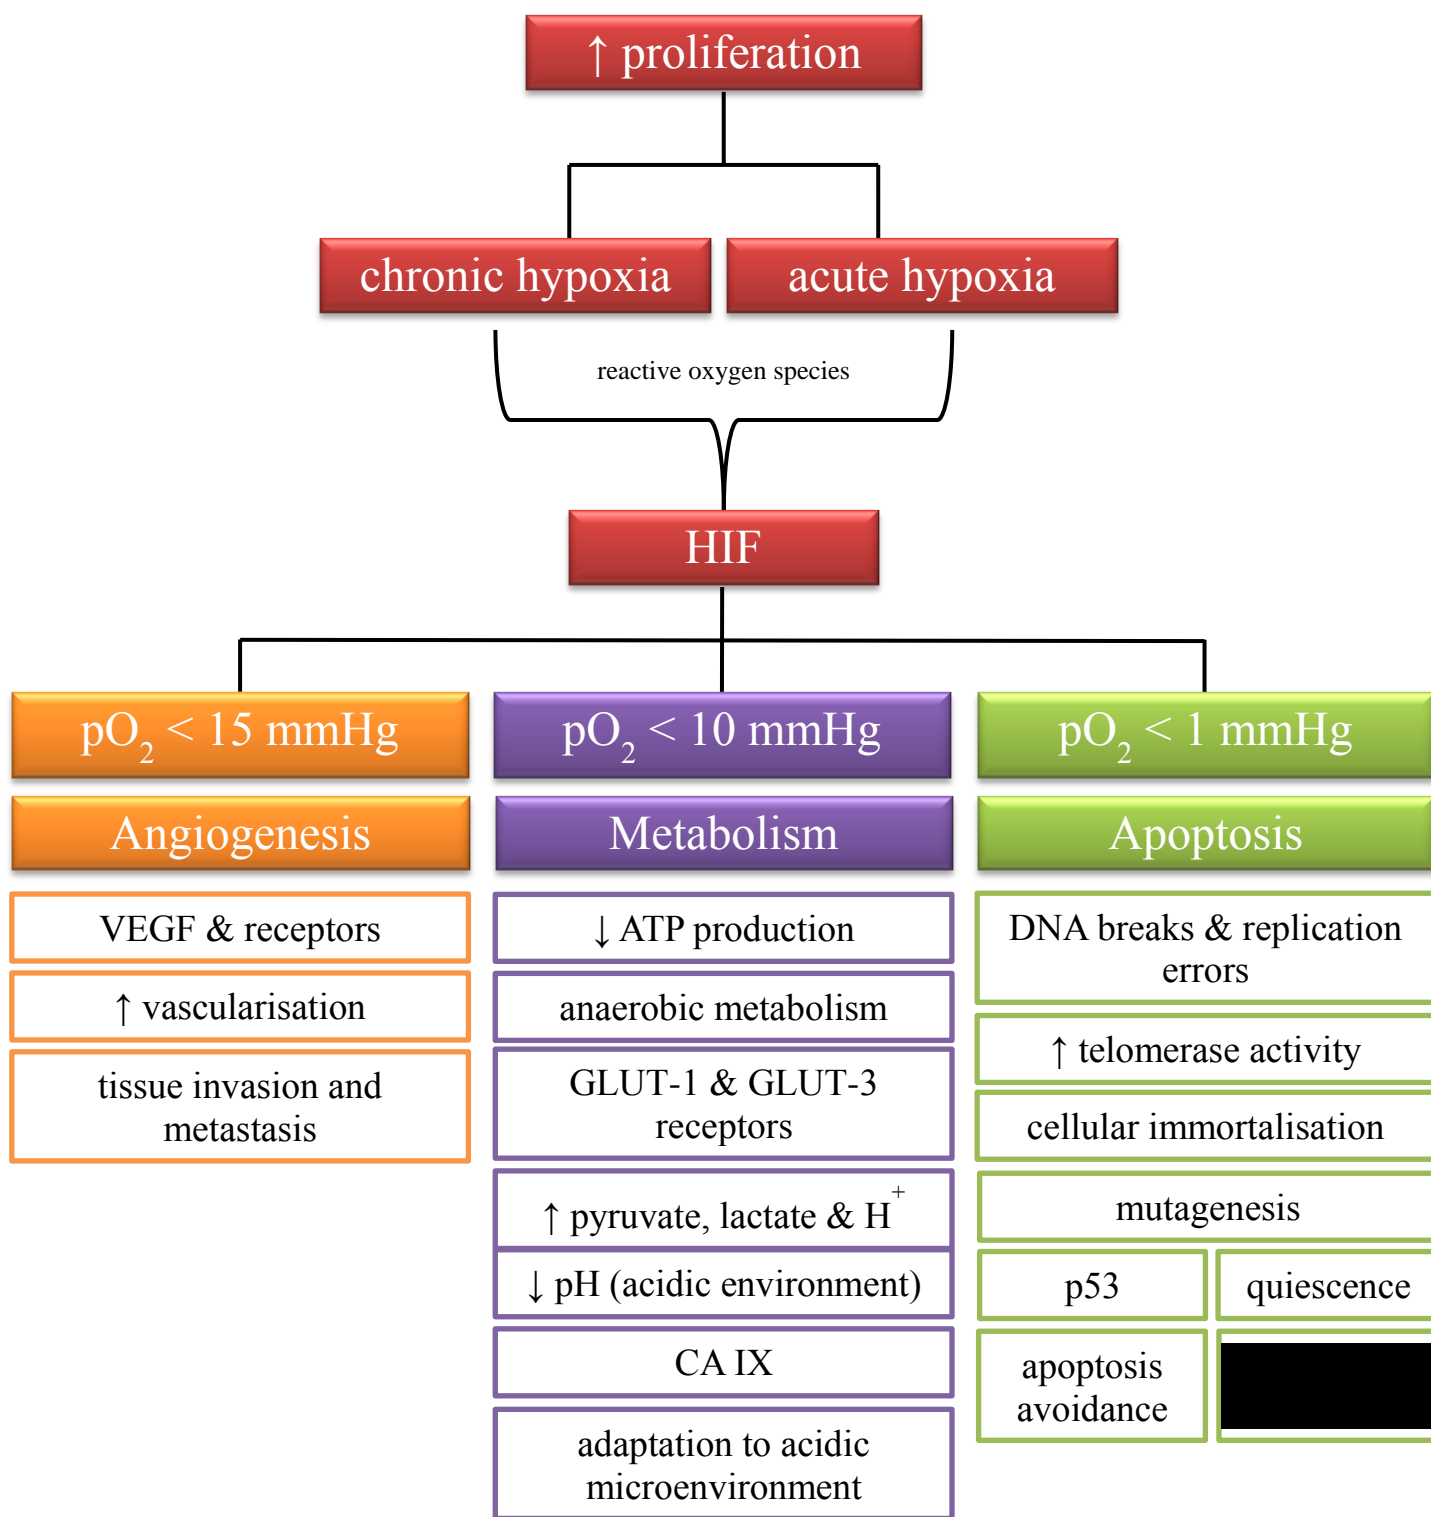 ↑ proliferation
chronic hypoxia
acute hypoxia
reactive oxygen species
HIF
pO₂ < 15 mmHg
pO₂ < 10 mmHg
pO₂ < 1 mmHg
Angiogenesis
Metabolism
Apoptosis
VEGF & receptors
↑ vascularisation
tissue invasion and
metastasis
↓ ATP production
anaerobic metabolism
GLUT-1 & GLUT-3
receptors
↑ pyruvate, lactate & H⁺
↓ pH (acidic environment)
CA IX
adaptation to acidic
microenvironment
DNA breaks & replication
errors
↑ telomerase activity
cellular immortalisation
mutagenesis
p53
quiescence
apoptosis
avoidance